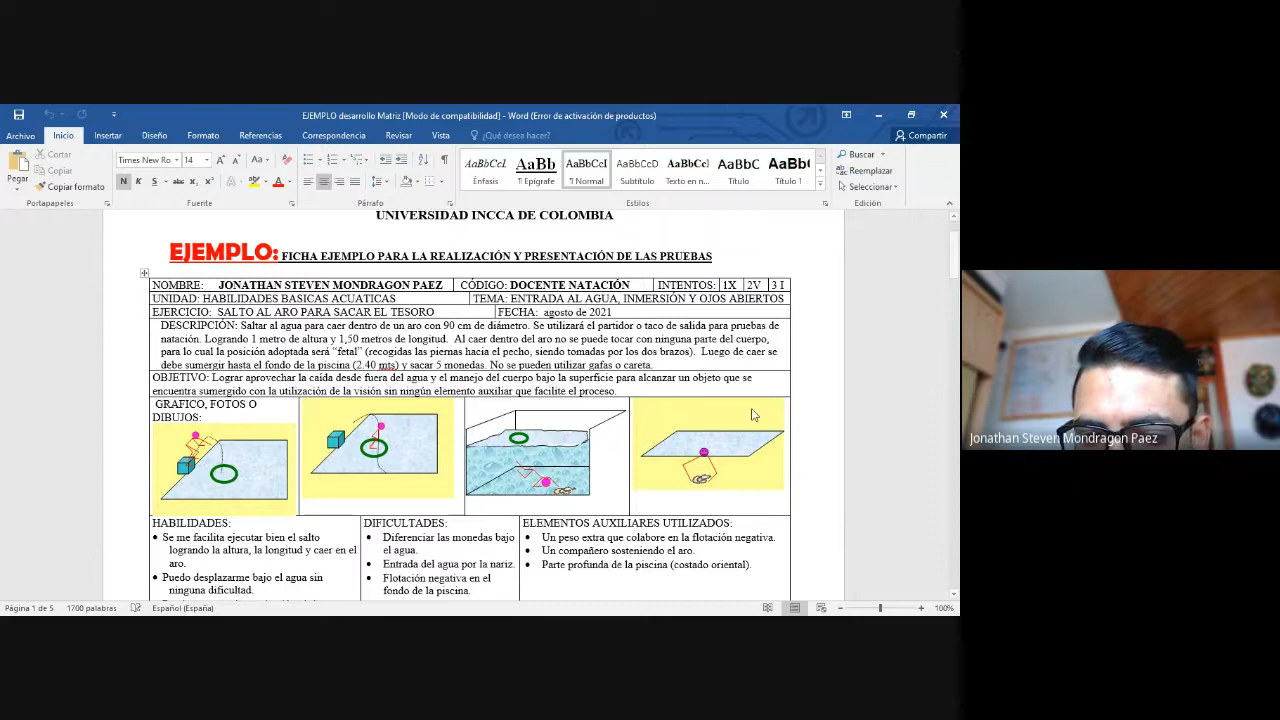 EJEMPLO desarrollo Matriz [Modo de compatibilidad] - Word (Error de activación de productos)
Archivo Inicio Insertar Diseño Formato Referencias Correspondencia Revisar Vista ¿Qué desea hacer? Compartir
Pegar
Cortar
Copiar
Copiar formato
Portapapeles
Times New Ro 14
Fuente
Párrafo
AaBbCcI AaBb AaBbCcI AaBbCcD AaBbCcI AaBbC AaBb
Énfasis ¶ Epígrafe ¶ Normal Subtítulo Texto en n... Título Título 1
Estilos
Buscar
Reemplazar
Seleccionar
Edición
UNIVERSIDAD INCCA DE COLOMBIA
EJEMPLO: FICHA EJEMPLO PARA LA REALIZACIÓN Y PRESENTACIÓN DE LAS PRUEBAS
NOMBRE: JONATHAN STEVEN MONDRAGON PAEZ CÓDIGO: DOCENTE NATACIÓN INTENTOS: 1X 2V 3 I
UNIDAD: HABILIDADES BASICAS ACUATICAS TEMA: ENTRADA AL AGUA, INMERSIÓN Y OJOS ABIERTOS
EJERCICIO: SALTO AL ARO PARA SACAR EL TESORO FECHA: agosto de 2021
DESCRIPCIÓN: Saltar al agua para caer dentro de un aro con 90 cm de diámetro. Se utilizará el partidor o taco de salida para pruebas de
natación. Logrando 1 metro de altura y 1,50 metros de longitud. Al caer dentro del aro no se puede tocar con ninguna parte del cuerpo,
para lo cual la posición adoptada será “fetal” (recogidas las piernas hacia el pecho, siendo tomadas por los dos brazos). Luego de caer se
debe sumergir hasta el fondo de la piscina (2.40 mts) y sacar 5 monedas. No se pueden utilizar gafas o careta.
OBJETIVO: Lograr aprovechar la caída desde fuera del agua y el manejo del cuerpo bajo la superficie para alcanzar un objeto que se
encuentra sumergido con la utilización de la visión sin ningún elemento auxiliar que facilite el proceso.
GRAFICO, FOTOS O
DIBUJOS:
HABILIDADES:
• Se me facilita ejecutar bien el salto
logrando la altura, la longitud y caer en el
aro.
• Puedo desplazarme bajo el agua sin
ninguna dificultad.
DIFICULTADES:
• Diferenciar las monedas bajo
el agua.
• Entrada del agua por la nariz.
• Flotación negativa en el
fondo de la piscina.
ELEMENTOS AUXILIARES UTILIZADOS:
• Un peso extra que colabore en la flotación negativa.
• Un compañero sosteniendo el aro.
• Parte profunda de la piscina (costado oriental).
Página 1 de 5 1700 palabras Español (España) 100%
Jonathan Steven Mondragon Paez